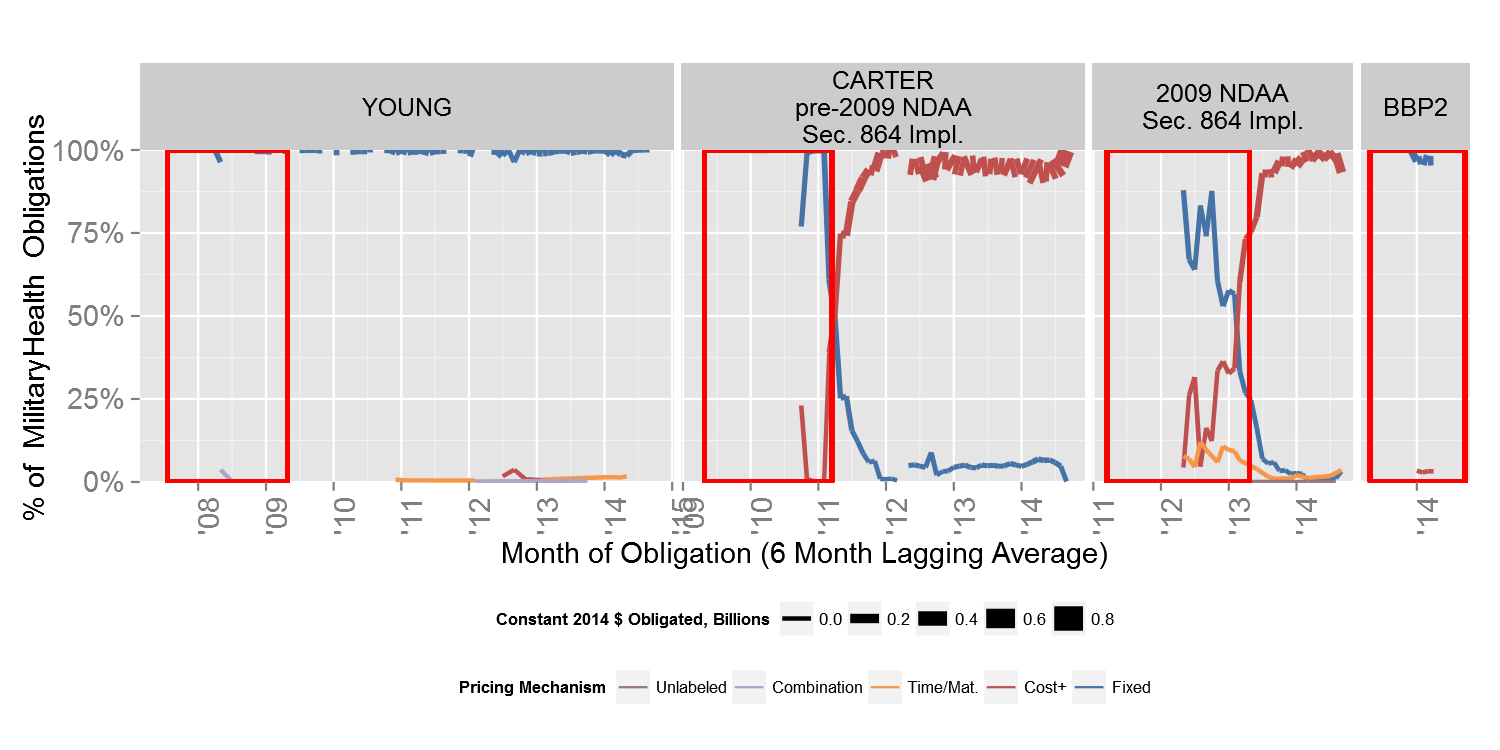 YOUNG
CARTER
pre-2009 NDAA
Sec. 864 Impl.
2009 NDAA
Sec. 864 Impl.
BBP2
% of MilitaryHealth Obligations
100%
75%
50%
25%
0%
'08 '09 '10 '11 '12 '13 '14 '15
'09 '10 '11 '12 '13 '14
'11 '12 '13 '14
'14
Month of Obligation (6 Month Lagging Average)
Constant 2014 $ Obligated, Billions 0.0 0.2 0.4 0.6 0.8
Pricing Mechanism Unlabeled Combination Time/Mat. Cost+ Fixed